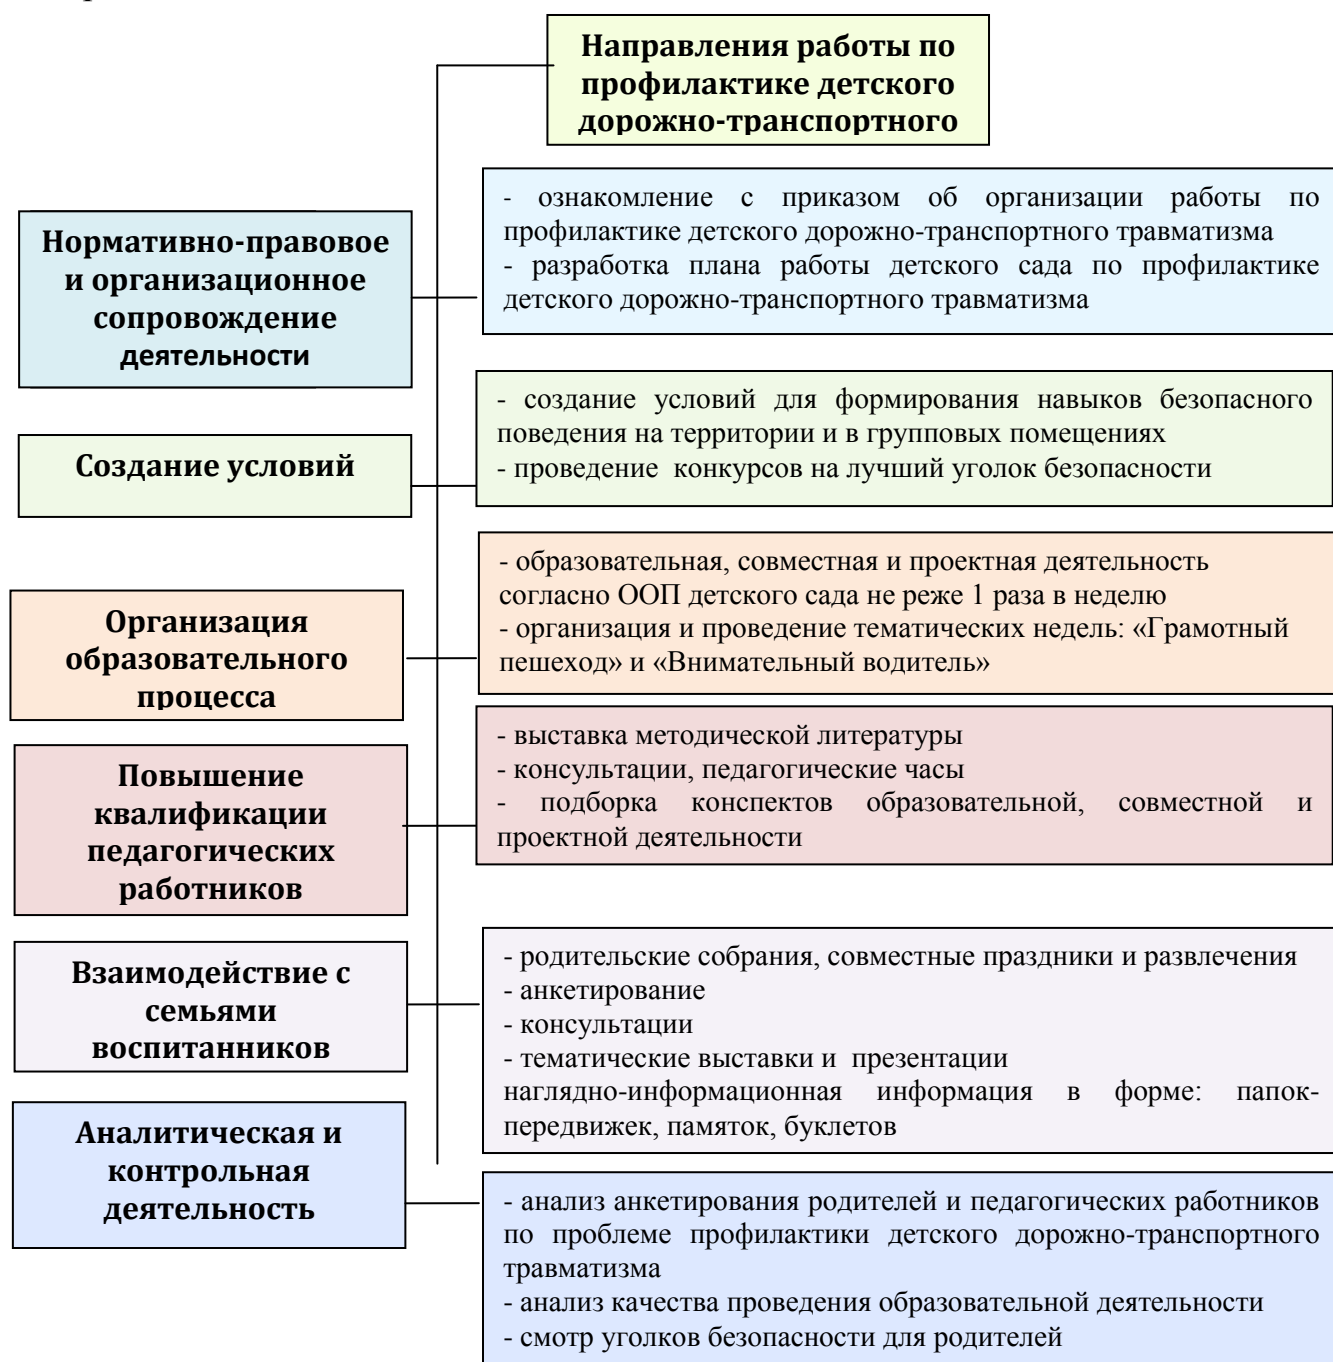 Направления работы по
профилактике детского
дорожно-транспортного
Нормативно-правовое
и организационное
сопровождение
деятельности
- ознакомление с приказом об организации работы по
профилактике детского дорожно-транспортного травматизма
- разработка плана работы детского сада по профилактике
детского дорожно-транспортного травматизма
Создание условий
- создание условий для формирования навыков безопасного
поведения на территории и в групповых помещениях
- проведение конкурсов на лучший уголок безопасности
Организация
образовательного
процесса
- образовательная, совместная и проектная деятельность
согласно ООП детского сада не реже 1 раза в неделю
- организация и проведение тематических недель: «Грамотный
пешеход» и «Внимательный водитель»
Повышение
квалификации
педагогических
работников
- выставка методической литературы
- консультации, педагогические часы
- подборка конспектов образовательной, совместной и
проектной деятельности
Взаимодействие с
семьями
воспитанников
- родительские собрания, совместные праздники и развлечения
- анкетирование
- консультации
- тематические выставки и презентации
наглядно-информационная информация в форме: папок-
передвижек, памяток, буклетов
Аналитическая и
контрольная
деятельность
- анализ анкетирования родителей и педагогических работников
по проблеме профилактики детского дорожно-транспортного
травматизма
- анализ качества проведения образовательной деятельности
- смотр уголков безопасности для родителей